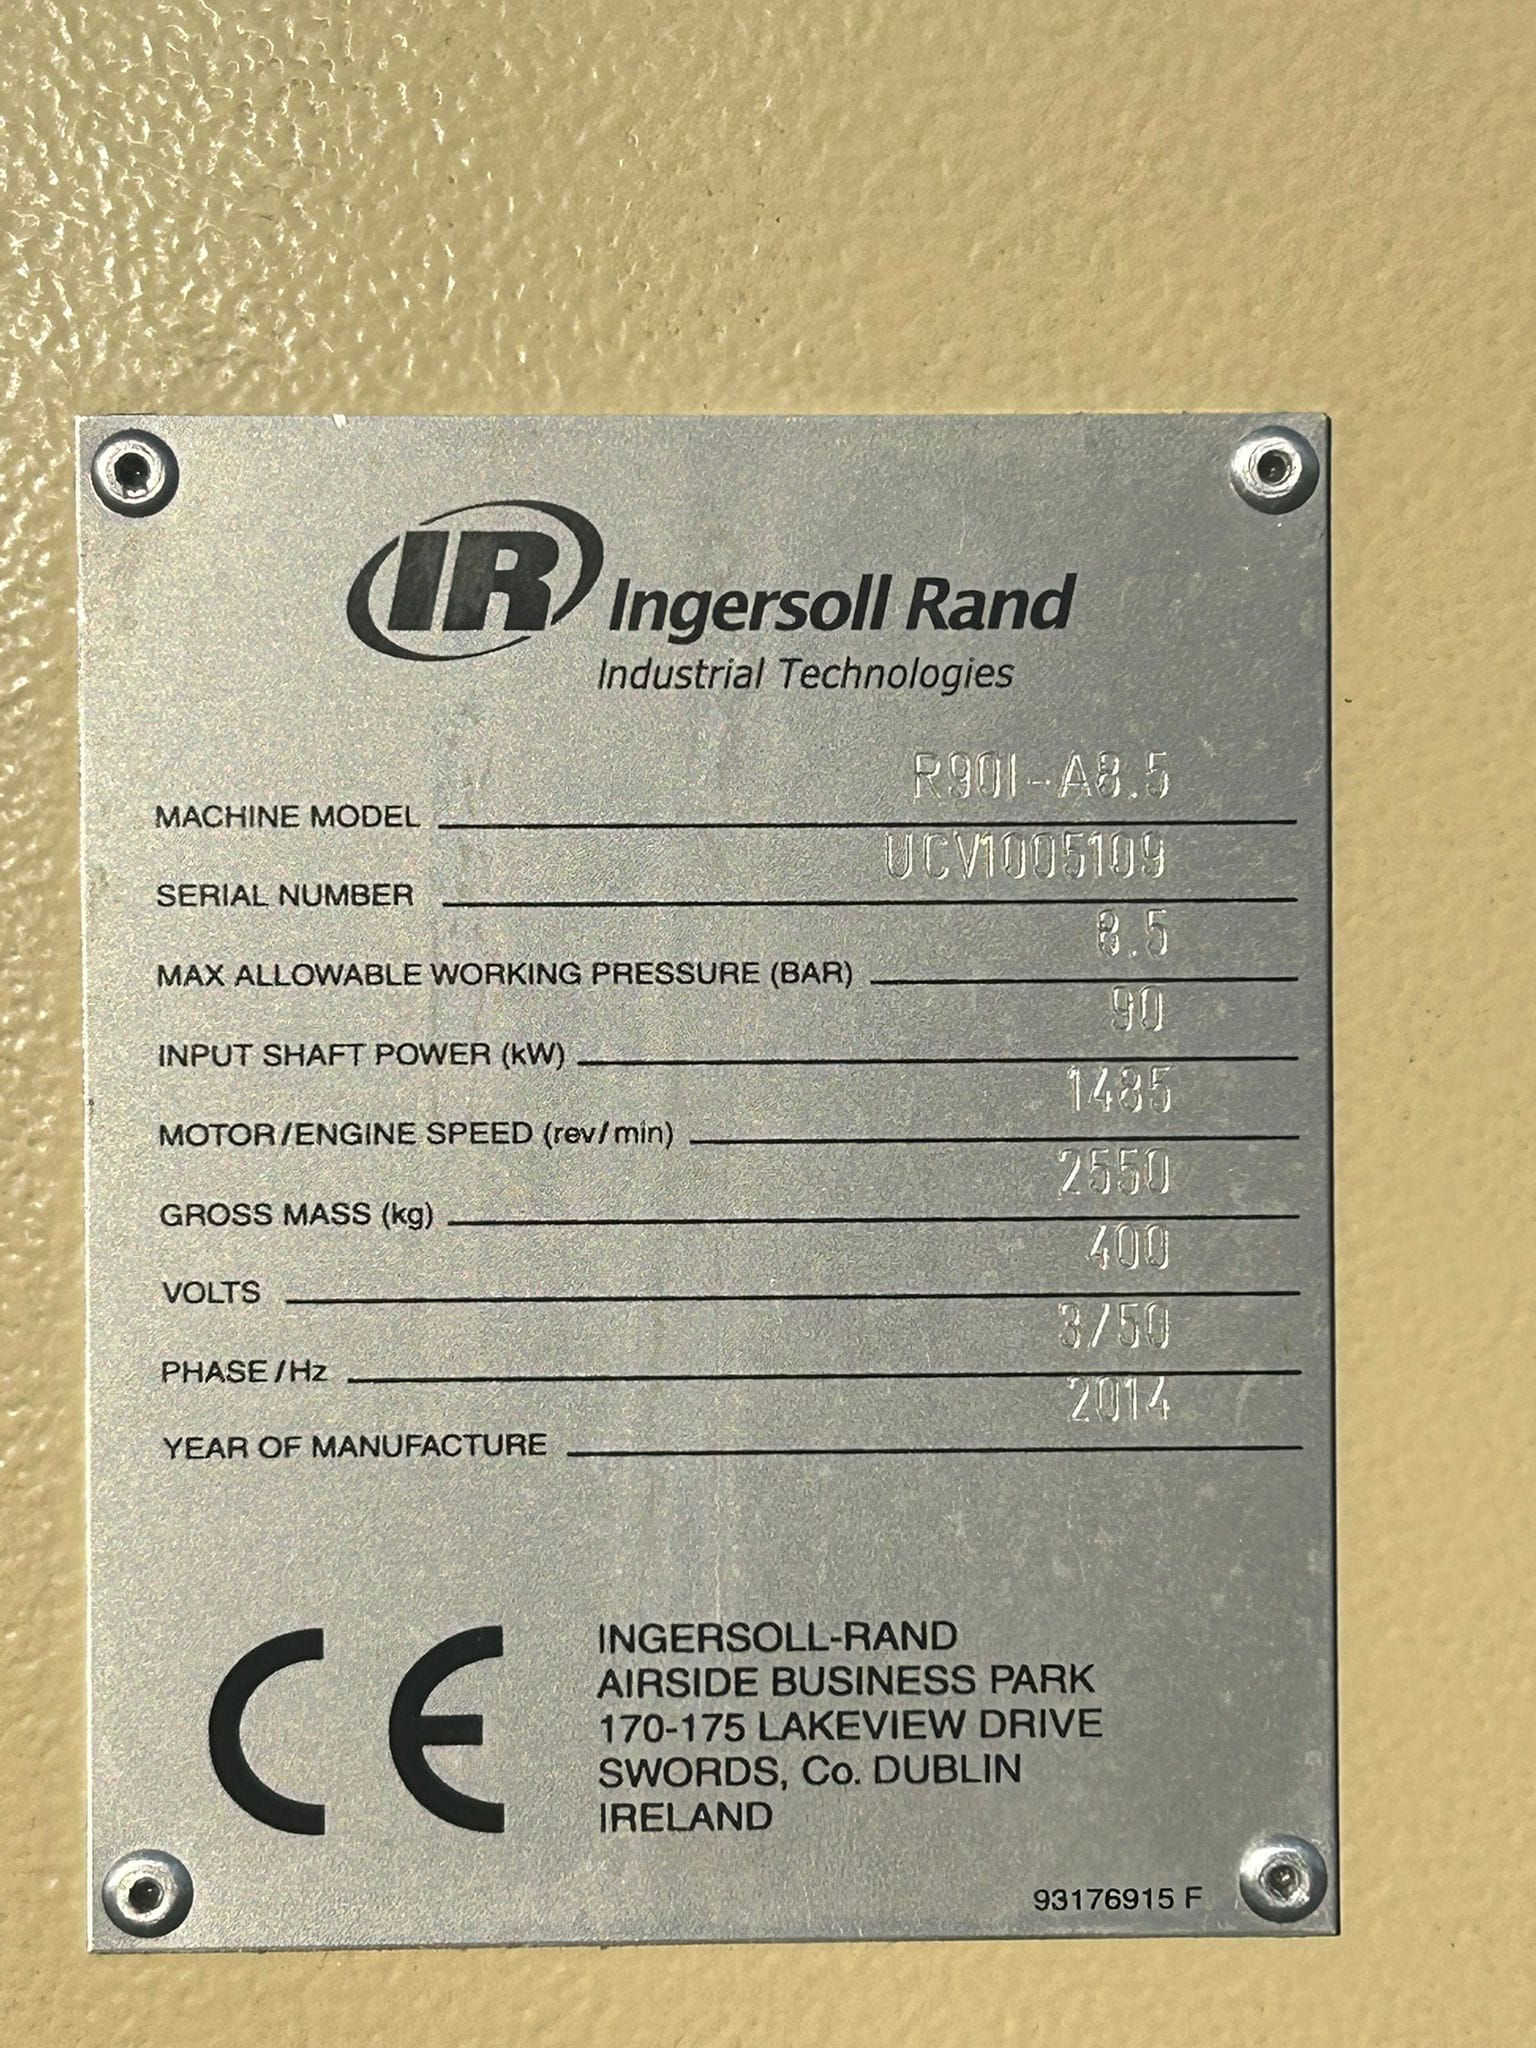 IR Ingersoll Rand
Industrial Technologies
MACHINE MODEL R90I-A8.5
SERIAL NUMBER UCV1005109
MAX ALLOWABLE WORKING PRESSURE (BAR) 8.5
INPUT SHAFT POWER (kW) 90
MOTOR/ENGINE SPEED (rev/min) 1485
GROSS MASS (kg) 2550
VOLTS 400
PHASE/Hz 3/50
YEAR OF MANUFACTURE 2014
CE
INGERSOLL-RAND
AIRSIDE BUSINESS PARK
170-175 LAKEVIEW DRIVE
SWORDS, Co. DUBLIN
IRELAND
93176915 F